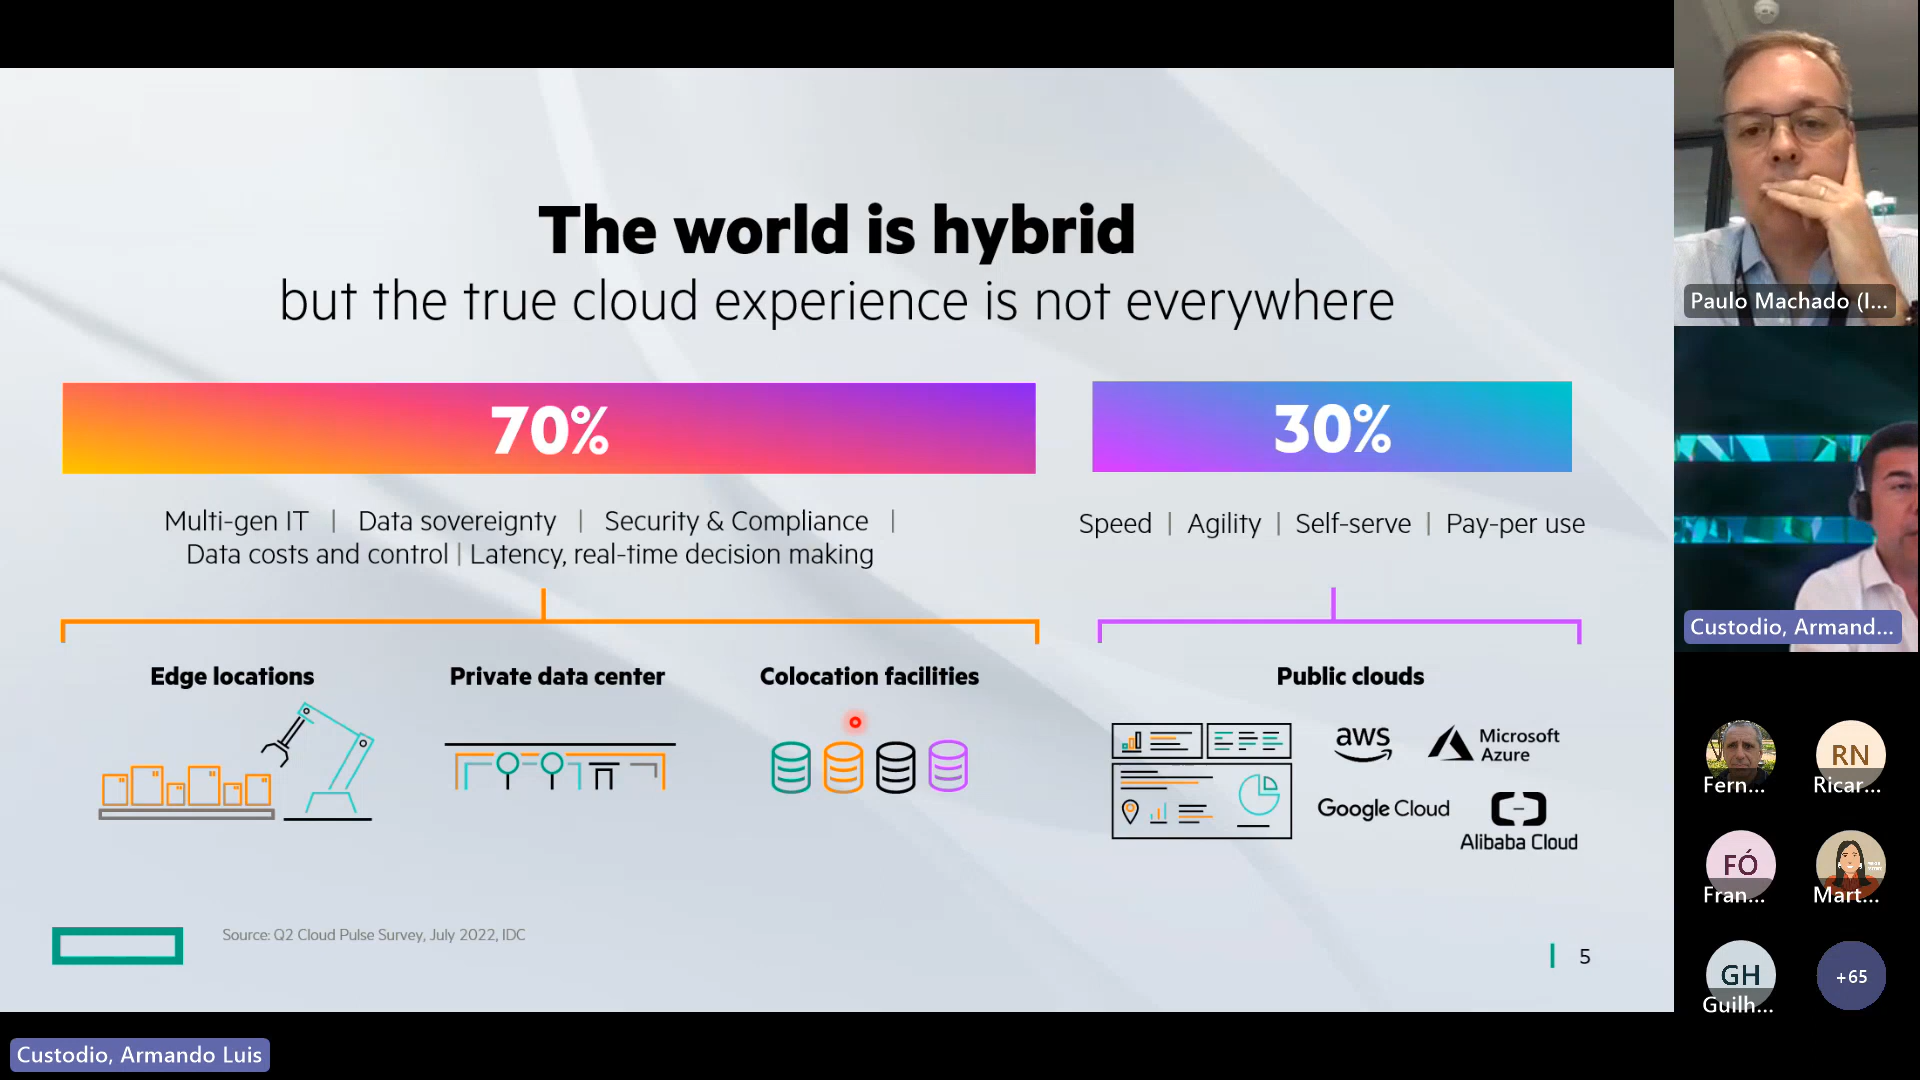 The world is hybrid
but the true cloud experience is not everywhere
70%
30%
Multi-gen IT | Data sovereignty | Security & Compliance |
Data costs and control | Latency, real-time decision making
Speed | Agility | Self-serve | Pay-per use
Edge locations
Private data center
Colocation facilities
Public clouds
aws
Microsoft
Azure
Google Cloud
Alibaba Cloud
Source: Q2 Cloud Pulse Survey, July 2022, IDC
5
Custodio, Armando Luis
Paulo Machado (I...
Custodio, Armand...
Fern...
RN
Ricar...
FÓ
Fran...
Mart...
GH
Guilh...
+65